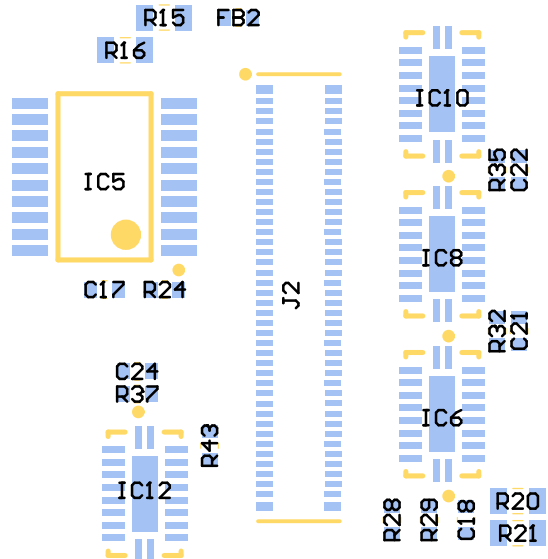 R15 FB2
R16
IC10
R35
C22
IC5
IC8
C17 R24
J2
R32
C21
C24
R37
IC6
R43
IC12
R28
R29
C18
R20
R21